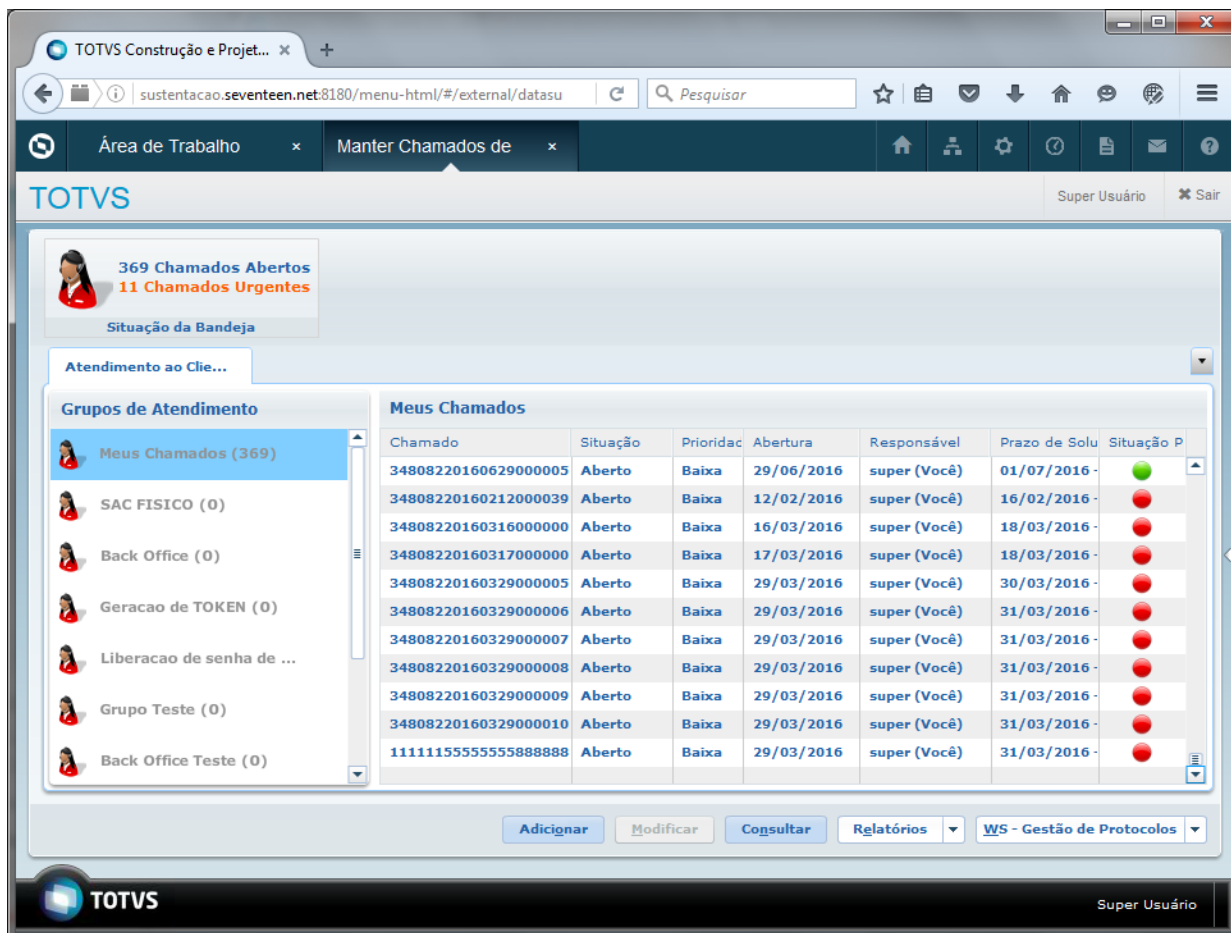 TOTVS Construção e Projet...
sustentacao.seventeen.net:8180/menu-html/#/external/datasu
Pesquisar
Área de Trabalho
Manter Chamados de
TOTVS
Super Usuário
Sair
369 Chamados Abertos
11 Chamados Urgentes
Situação da Bandeja
Atendimento ao Clie...
Grupos de Atendimento
Meus Chamados (369)
SAC FISICO (0)
Back Office (0)
Geracao de TOKEN (0)
Liberacao de senha de ...
Grupo Teste (0)
Back Office Teste (0)
Meus Chamados
Chamado Situação Prioridac Abertura Responsável Prazo de Solu Situação P
34808220160629000005 Aberto Baixa 29/06/2016 super (Você) 01/07/2016 -
34808220160212000039 Aberto Baixa 12/02/2016 super (Você) 16/02/2016 -
34808220160316000000 Aberto Baixa 16/03/2016 super (Você) 18/03/2016 -
34808220160317000000 Aberto Baixa 17/03/2016 super (Você) 18/03/2016 -
34808220160329000005 Aberto Baixa 29/03/2016 super (Você) 30/03/2016 -
34808220160329000006 Aberto Baixa 29/03/2016 super (Você) 31/03/2016 -
34808220160329000007 Aberto Baixa 29/03/2016 super (Você) 31/03/2016 -
34808220160329000008 Aberto Baixa 29/03/2016 super (Você) 31/03/2016 -
34808220160329000009 Aberto Baixa 29/03/2016 super (Você) 31/03/2016 -
34808220160329000010 Aberto Baixa 29/03/2016 super (Você) 31/03/2016 -
11111155555555888888 Aberto Baixa 29/03/2016 super (Você) 31/03/2016 -
Adicionar Modificar Consultar Relatórios WS - Gestão de Protocolos
TOTVS
Super Usuário